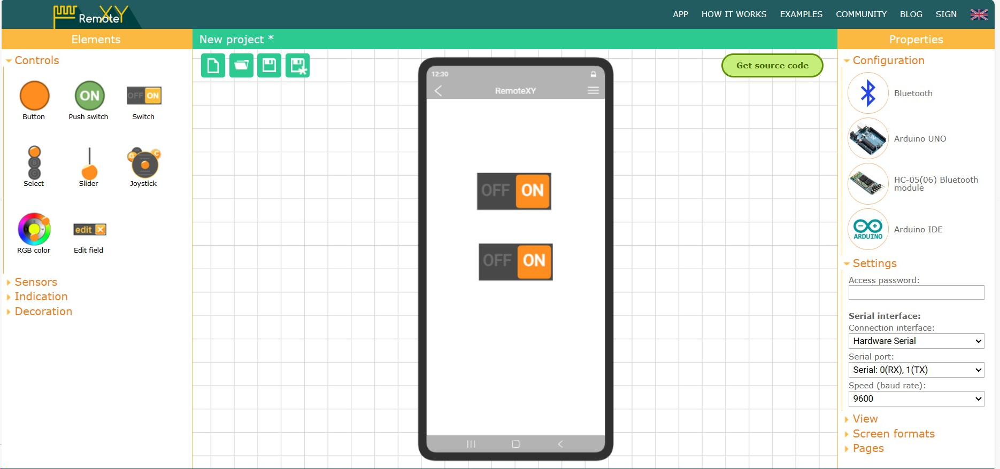 RemoteXY
APP HOW IT WORKS EXAMPLES COMMUNITY BLOG SIGN
Elements
New project *
Properties
Controls
Button
ON
Push switch
OFF ON
Switch
B
C
Select
Slider
G C
Joystick
RGB color
edit X
Edit field
Sensors
Indication
Decoration
Get source code
12:30
RemoteXY
OFF ON
OFF ON
Configuration
Bluetooth
Arduino UNO
HC-05(06) Bluetooth
module
ARDUINO
Arduino IDE
Settings
Access password:
Serial interface:
Connection interface:
Hardware Serial
Serial port:
Serial: 0(RX), 1(TX)
Speed (baud rate):
9600
View
Screen formats
Pages